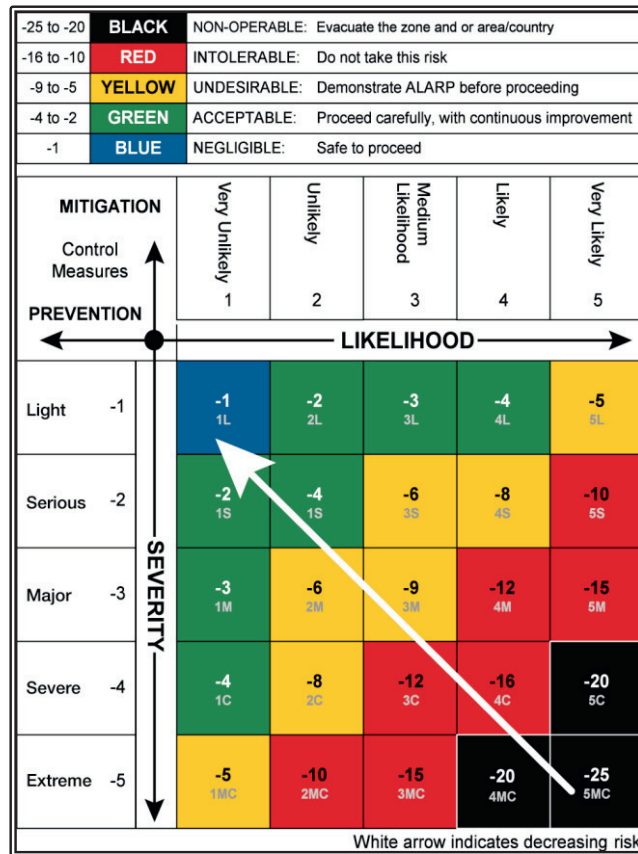 -25 to -20 BLACK NON-OPERABLE: Evacuate the zone and or area/country
-16 to -10 RED INTOLERABLE: Do not take this risk
-9 to -5 YELLOW UNDESIRABLE: Demonstrate ALARP before proceeding
-4 to -2 GREEN ACCEPTABLE: Proceed carefully, with continuous improvement
-1 BLUE NEGLIGIBLE: Safe to proceed
MITIGATION
Control
Measures
PREVENTION
Very Unlikely
Unlikely
Medium
Likelihood
Likely
Very Likely
1 2 3 4 5
LIKELIHOOD
SEVERITY
Light -1 -1 -2 -3 -4 -5
1L 2L 3L 4L 5L
Serious -2 -2 -4 -6 -8 -10
1S 1S 3S 4S 5S
Major -3 -3 -6 -9 -12 -15
1M 2M 3M 4M 5M
Severe -4 -4 -8 -12 -16 -20
1C 2C 3C 4C 5C
Extreme -5 -5 -10 -15 -20 -25
1MC 2MC 3MC 4MC 5MC
White arrow indicates decreasing risk